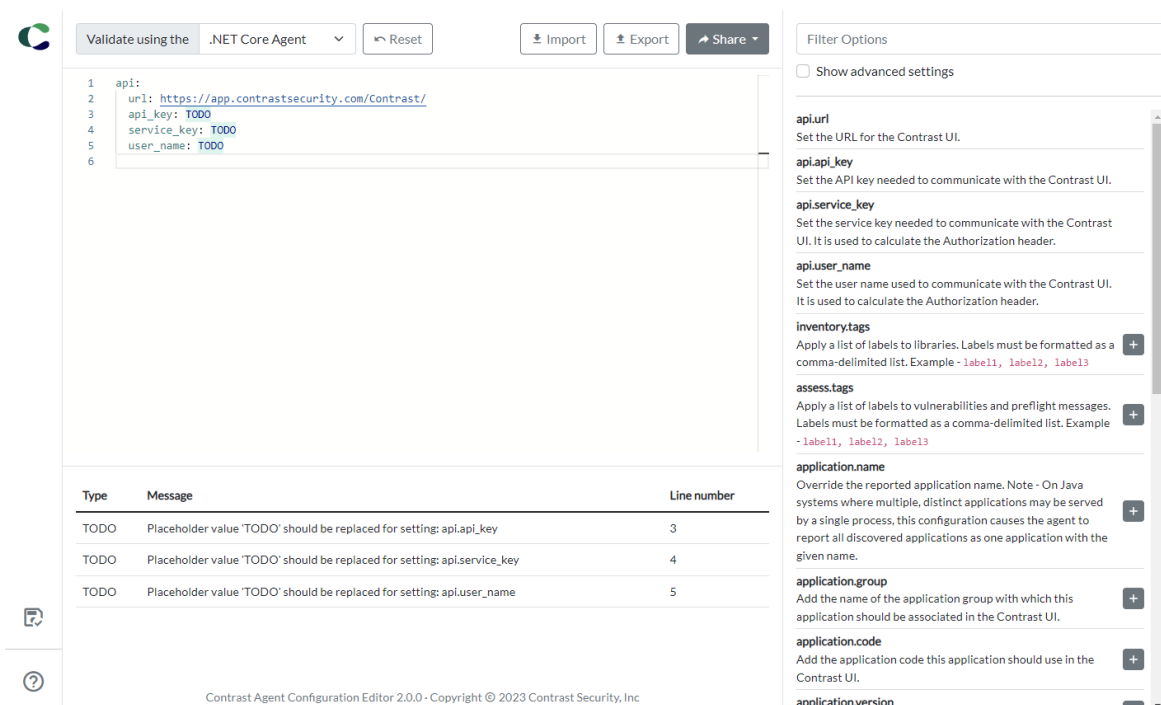 Validate using the .NET Core Agent Reset Import Export Share
1 api:
2 url: https://app.contrastsecurity.com/Contrast/
3 api_key: TODO
4 service_key: TODO
5 user_name: TODO
6
Type Message Line number
TODO Placeholder value 'TODO' should be replaced for setting: api.api_key 3
TODO Placeholder value 'TODO' should be replaced for setting: api.service_key 4
TODO Placeholder value 'TODO' should be replaced for setting: api.user_name 5
Contrast Agent Configuration Editor 2.0.0 - Copyright © 2023 Contrast Security, Inc
Filter Options
Show advanced settings
api.url
Set the URL for the Contrast UI.
api.api_key
Set the API key needed to communicate with the Contrast UI.
api.service_key
Set the service key needed to communicate with the Contrast
UI. It is used to calculate the Authorization header.
api.user_name
Set the user name used to communicate with the Contrast UI.
It is used to calculate the Authorization header.
inventory.tags
Apply a list of labels to libraries. Labels must be formatted as a
comma-delimited list. Example - label1, label2, label3
assess.tags
Apply a list of labels to vulnerabilities and preflight messages.
Labels must be formatted as a comma-delimited list. Example
- label1, label2, label3
application.name
Override the reported application name. Note - On Java
systems where multiple, distinct applications may be served
by a single process, this configuration causes the agent to
report all discovered applications as one application with the
given name.
application.group
Add the name of the application group with which this
application should be associated in the Contrast UI.
application.code
Add the application code this application should use in the
Contrast UI.
application.version